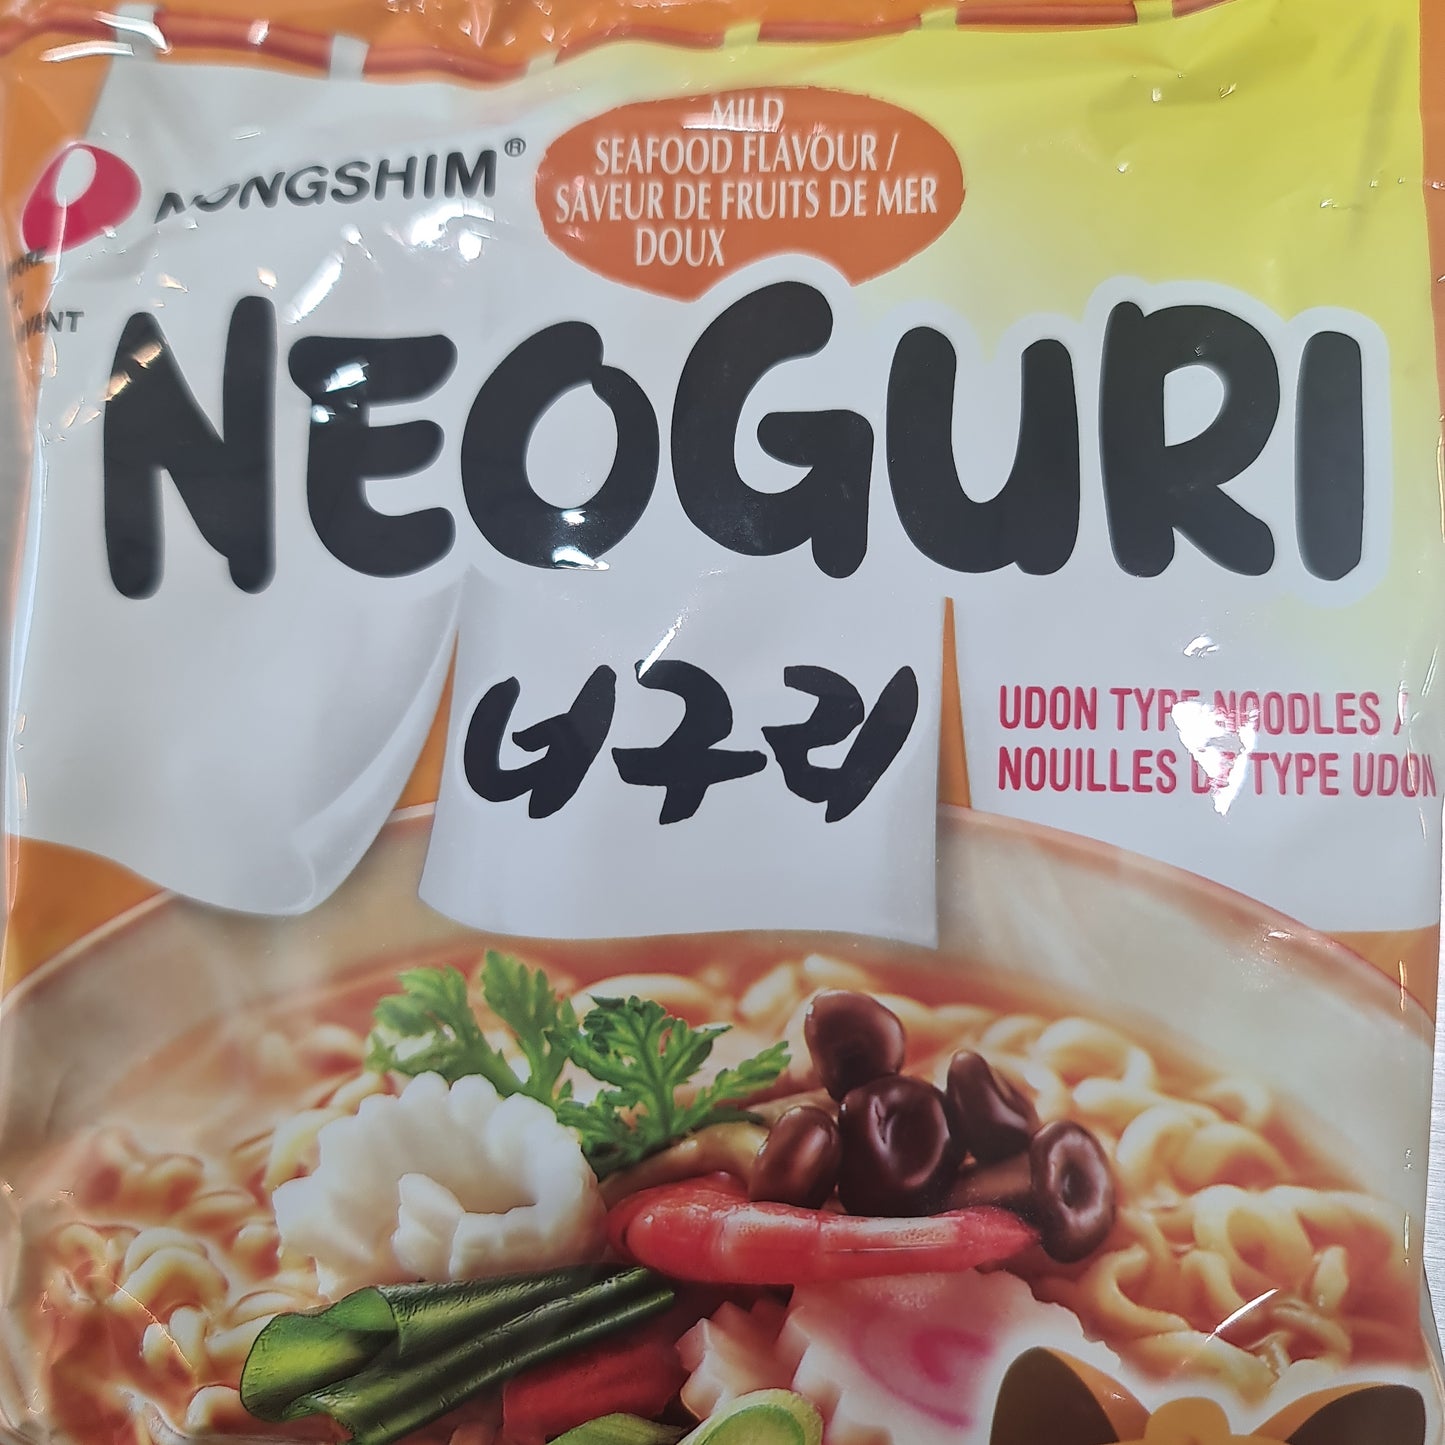 NONGSHIM®
MILD
SEAFOOD FLAVOUR /
SAVEUR DE FRUITS DE MER
DOUX
NEOGURI
너구리
UDON TYPE NOODLES /
NOUILLES DE TYPE UDON